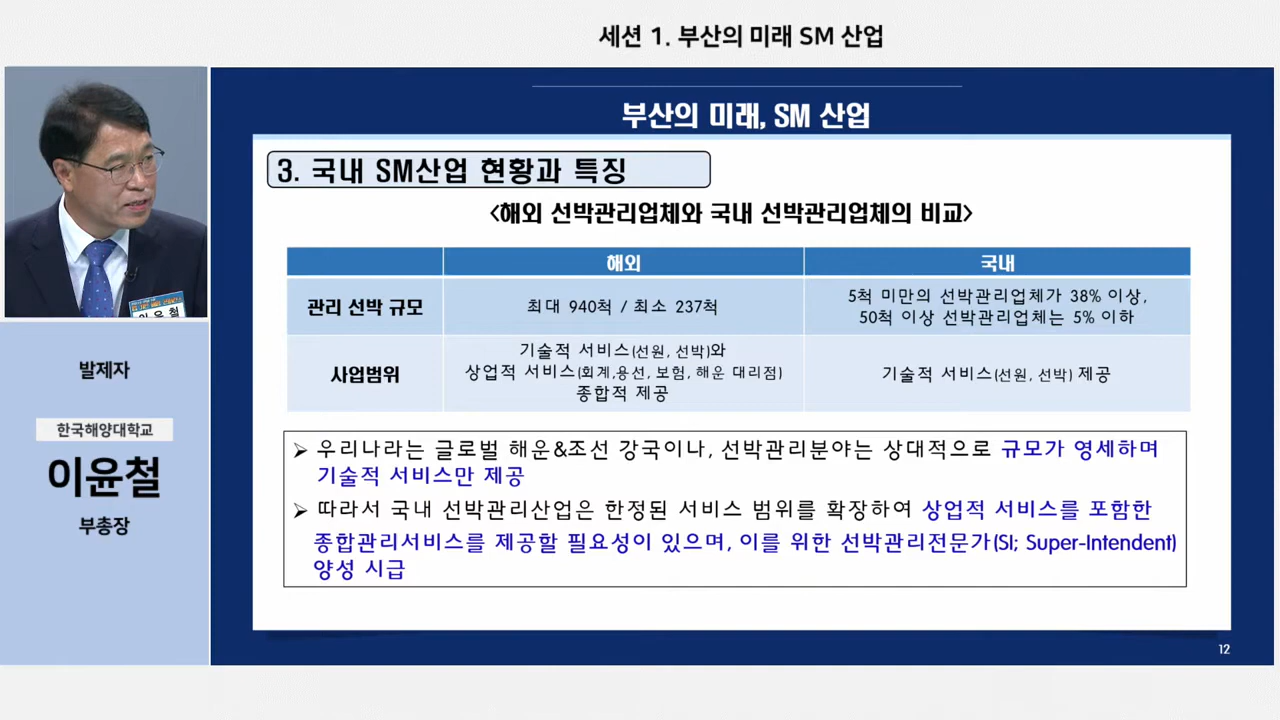 세션 1. 부산의 미래 SM 산업
부산의 미래, SM 산업
3. 국내 SM산업 현황과 특징
<해외 선박관리업체와 국내 선박관리업체의 비교>
해외
국내
관리 선박 규모
최대 940척 / 최소 237척
5척 미만의 선박관리업체가 38% 이상,
50척 이상 선박관리업체는 5% 이하
사업범위
기술적 서비스(선원, 선박)와
상업적 서비스(회계,용선, 보험, 해운 대리점)
종합적 제공
기술적 서비스(선원, 선박) 제공
➢ 우리나라는 글로벌 해운&조선 강국이나, 선박관리분야는 상대적으로 규모가 영세하며
기술적 서비스만 제공
➢ 따라서 국내 선박관리산업은 한정된 서비스 범위를 확장하여 상업적 서비스를 포함한
종합관리서비스를 제공할 필요성이 있으며, 이를 위한 선박관리전문가(SI; Super-Intendent)
양성 시급
12
발제자
한국해양대학교
이윤철
부총장
이윤철